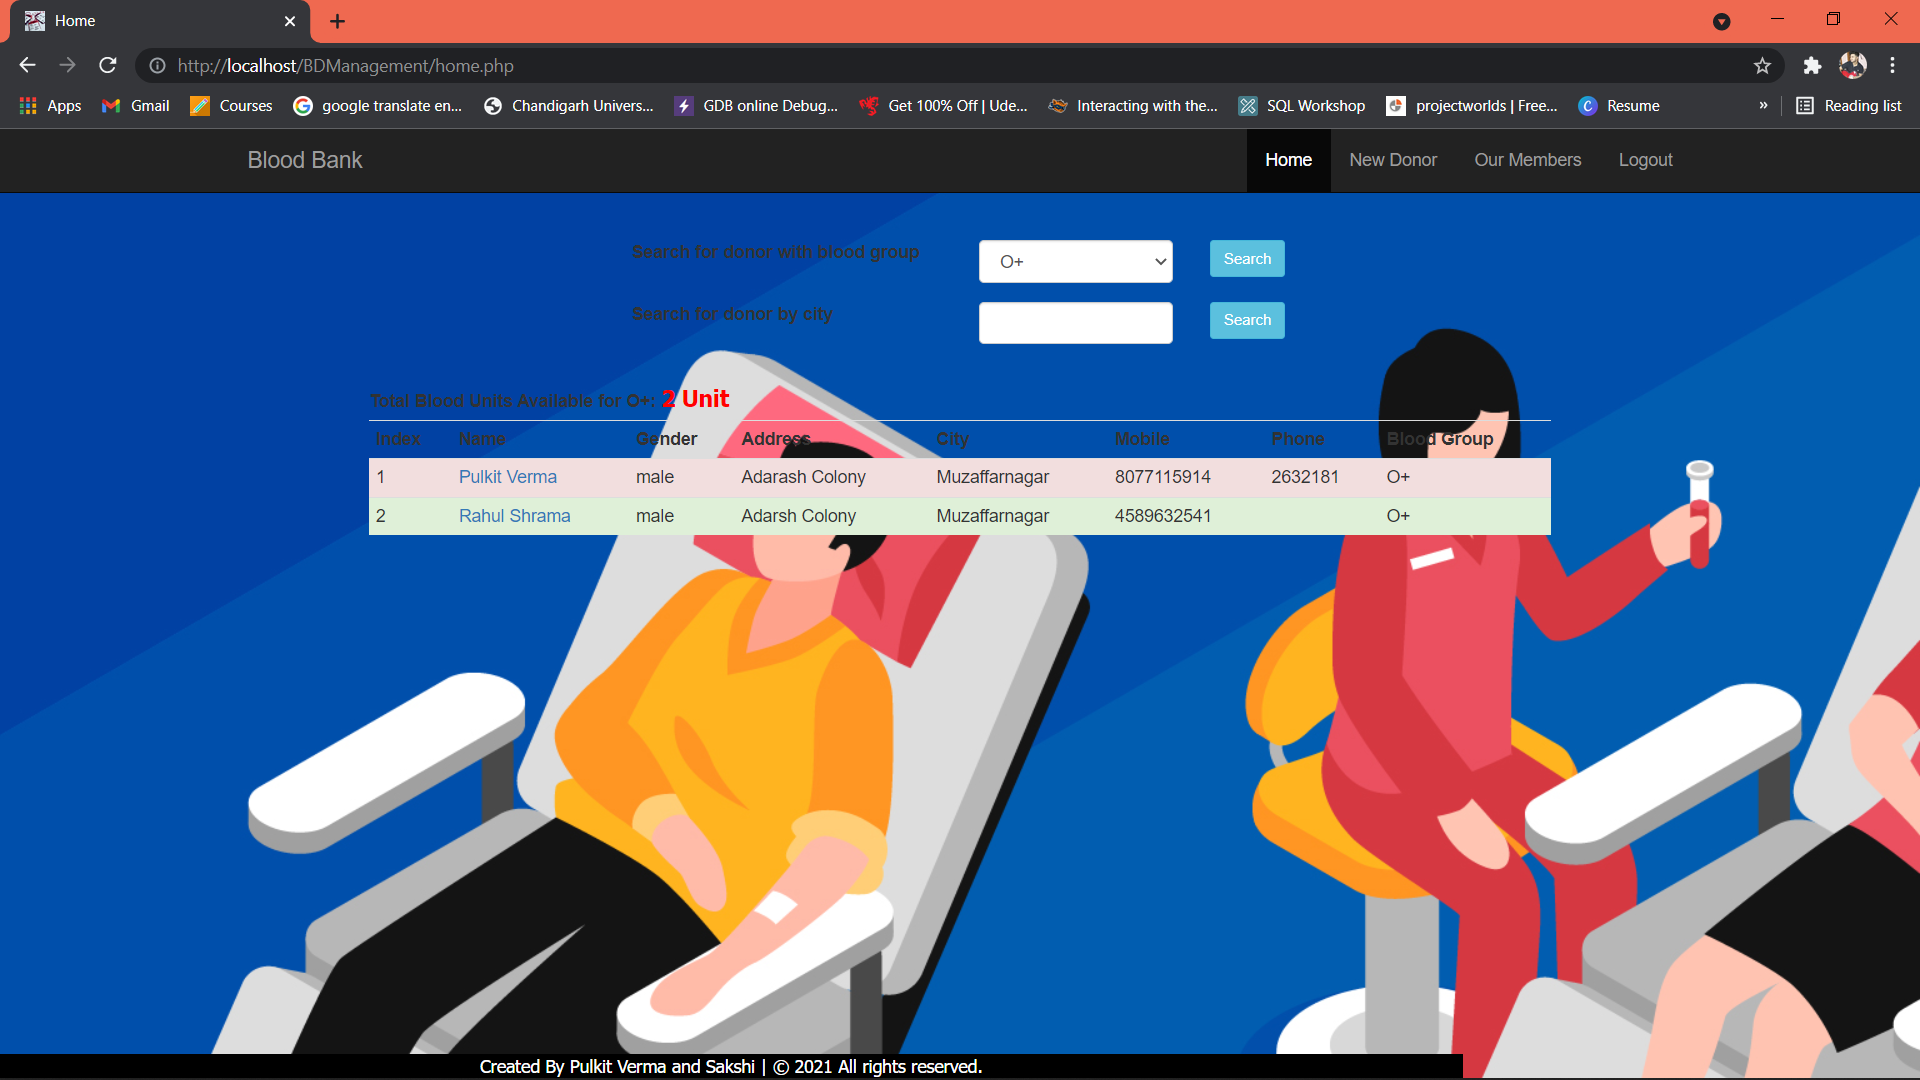 Home
http://localhost/BDManagement/home.php
Apps Gmail Courses google translate en... Chandigarh Univers... GDB online Debug... Get 100% Off | Ude... Interacting with the... SQL Workshop projectworlds | Free... Resume » Reading list
Blood Bank Home New Donor Our Members Logout
Search for donor with blood group O+ Search
Search for donor by city Search
Total Blood Units Available for O+: 2 Unit
Index Name Gender Address City Mobile Phone Blood Group
1 Pulkit Verma male Adarash Colony Muzaffarnagar 8077115914 2632181 O+
2 Rahul Shrama male Adarsh Colony Muzaffarnagar 4589632541 O+
Created By Pulkit Verma and Sakshi | © 2021 All rights reserved.